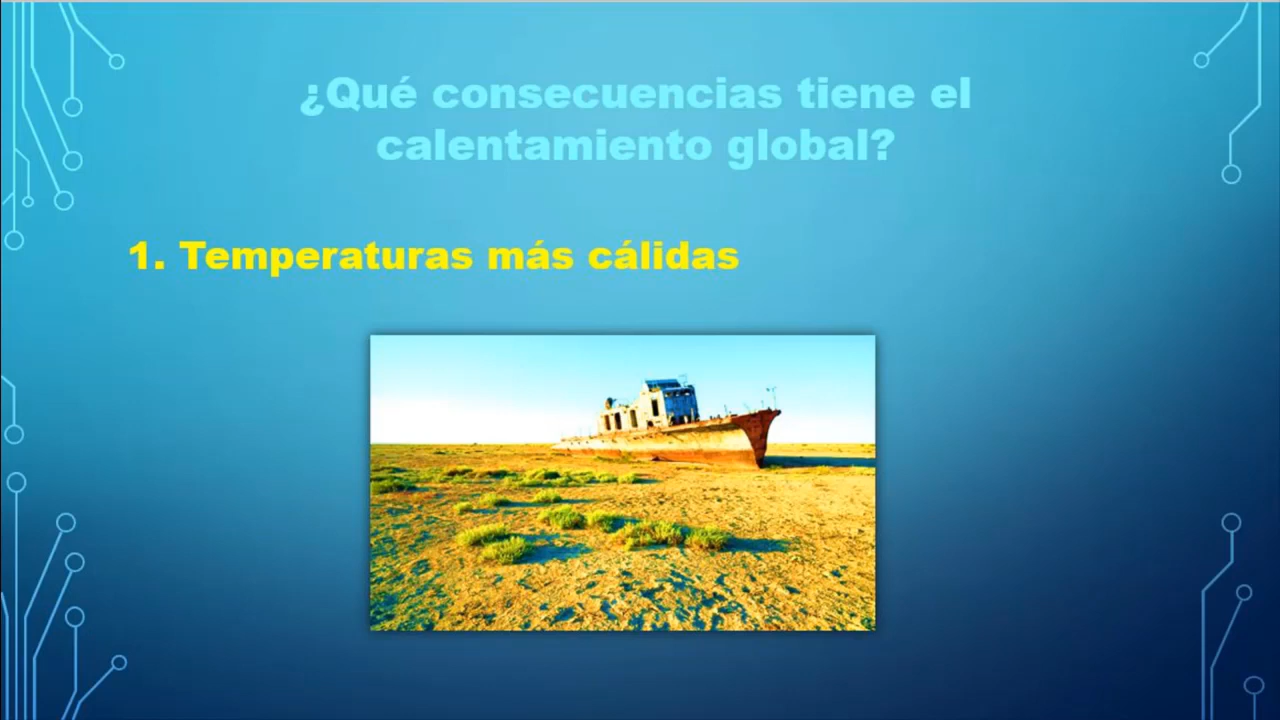 ¿Qué consecuencias tiene el
calentamiento global?
1. Temperaturas más cálidas